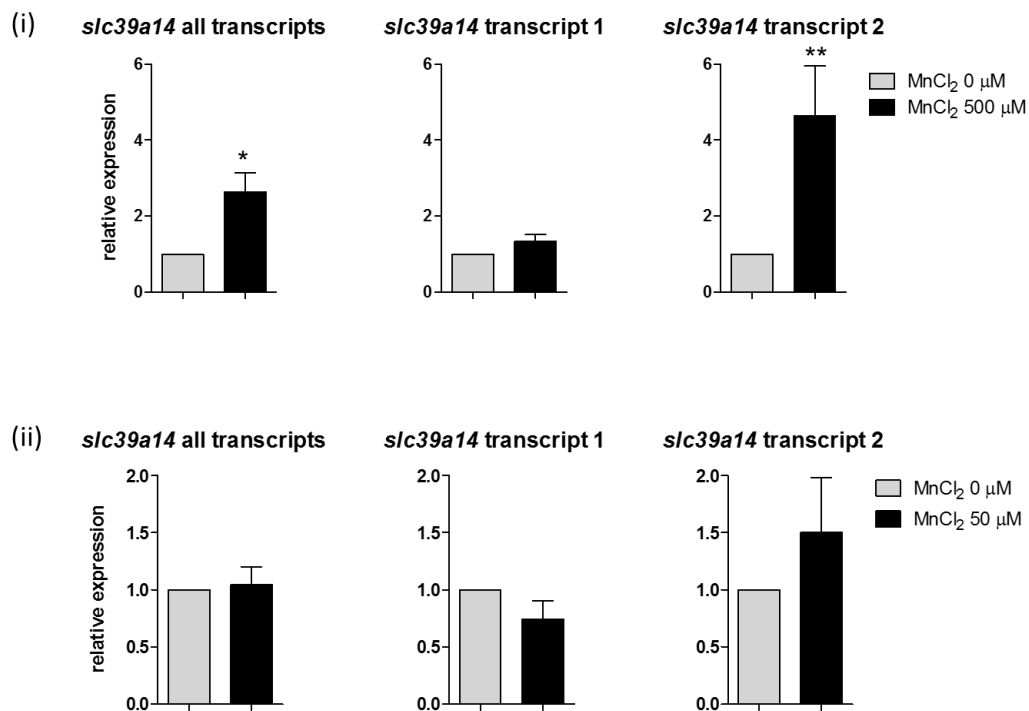 (i)
slc39a14 all transcripts
slc39a14 transcript 1
slc39a14 transcript 2
relative expression
6
4
2
0
*
6
4
2
0
6
4
2
0
**
MnCl₂ 0 µM
MnCl₂ 500 µM
(ii)
slc39a14 all transcripts
slc39a14 transcript 1
slc39a14 transcript 2
relative expression
2.0
1.5
1.0
0.5
0.0
2.0
1.5
1.0
0.5
0.0
2.0
1.5
1.0
0.5
0.0
MnCl₂ 0 µM
MnCl₂ 50 µM